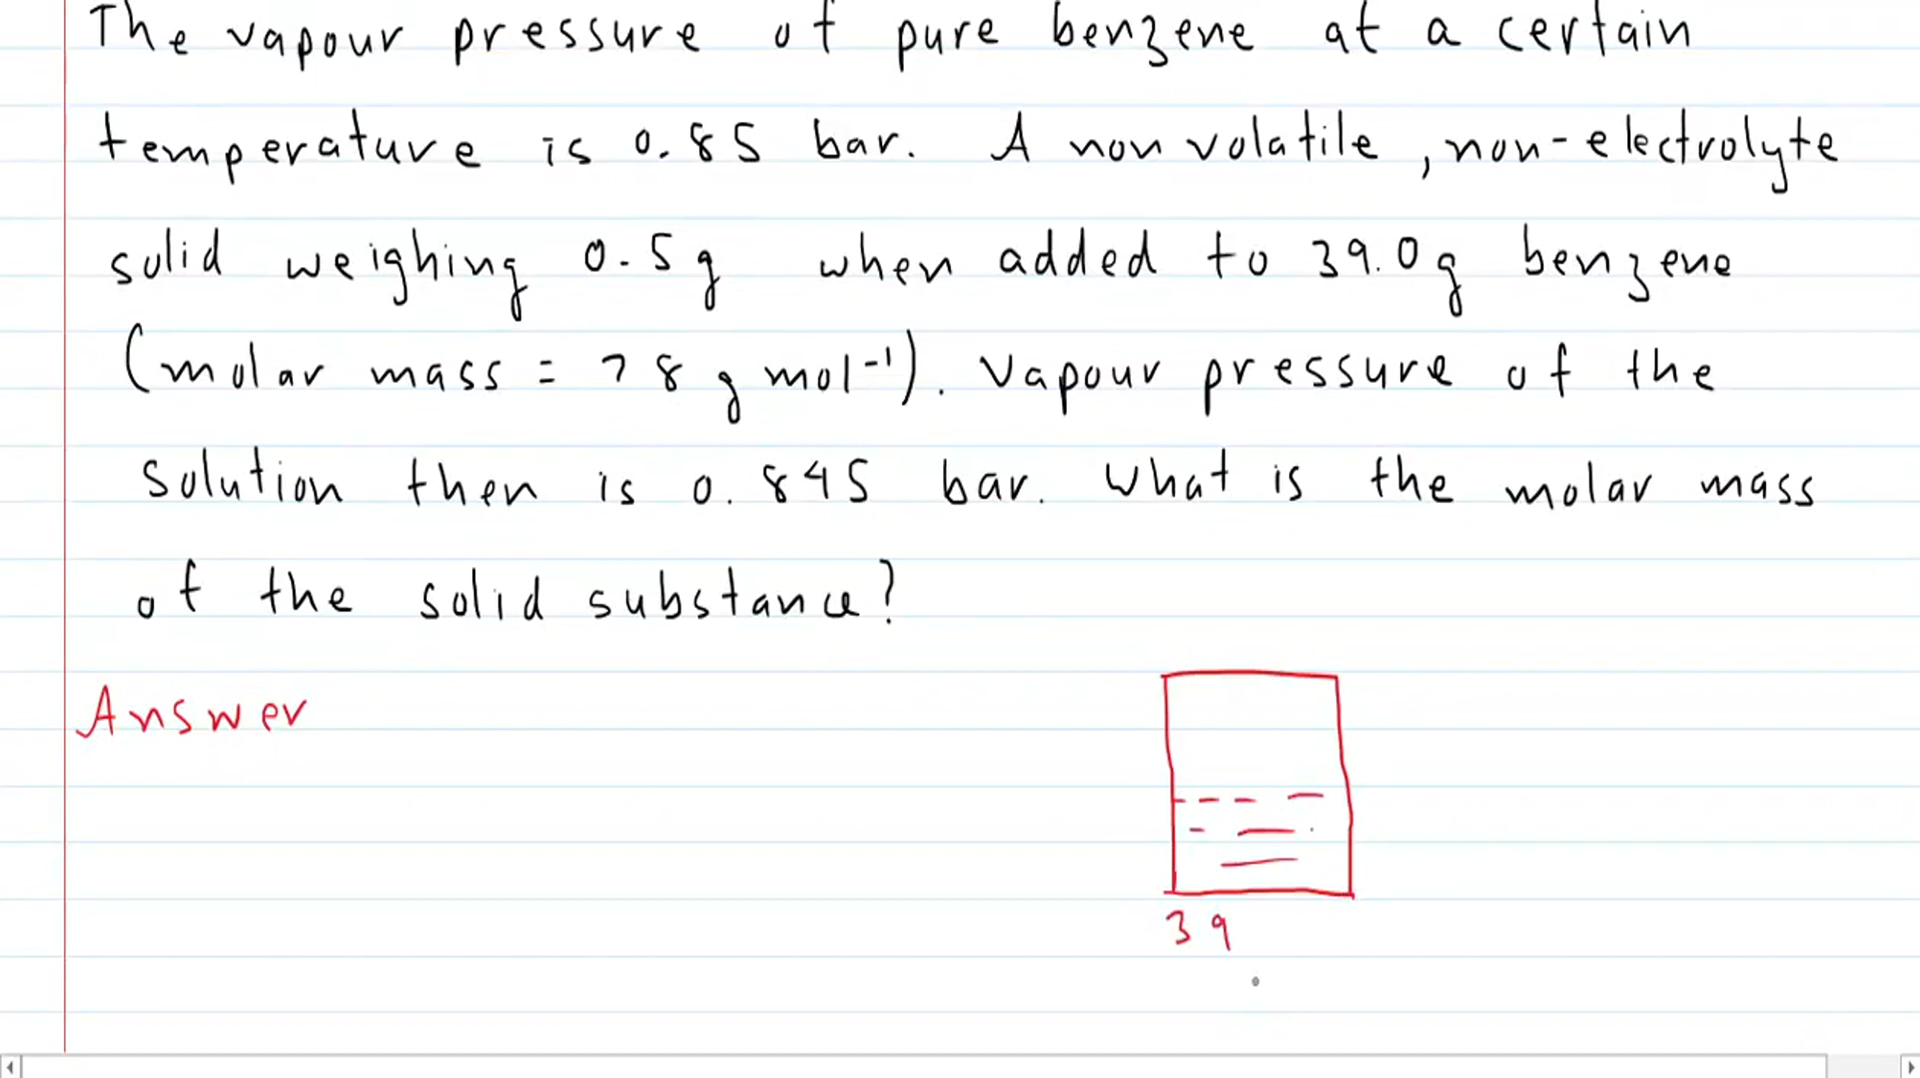 The vapour pressure of pure benzene at a certain
temperature is 0.85 bar. A non volatile, non-electrolyte
solid weighing 0.5g when added to 39.0g benzene
(molar mass = 78 g mol⁻¹). Vapour pressure of the
solution then is 0.845 bar. What is the molar mass
of the solid substance?
Answer
39